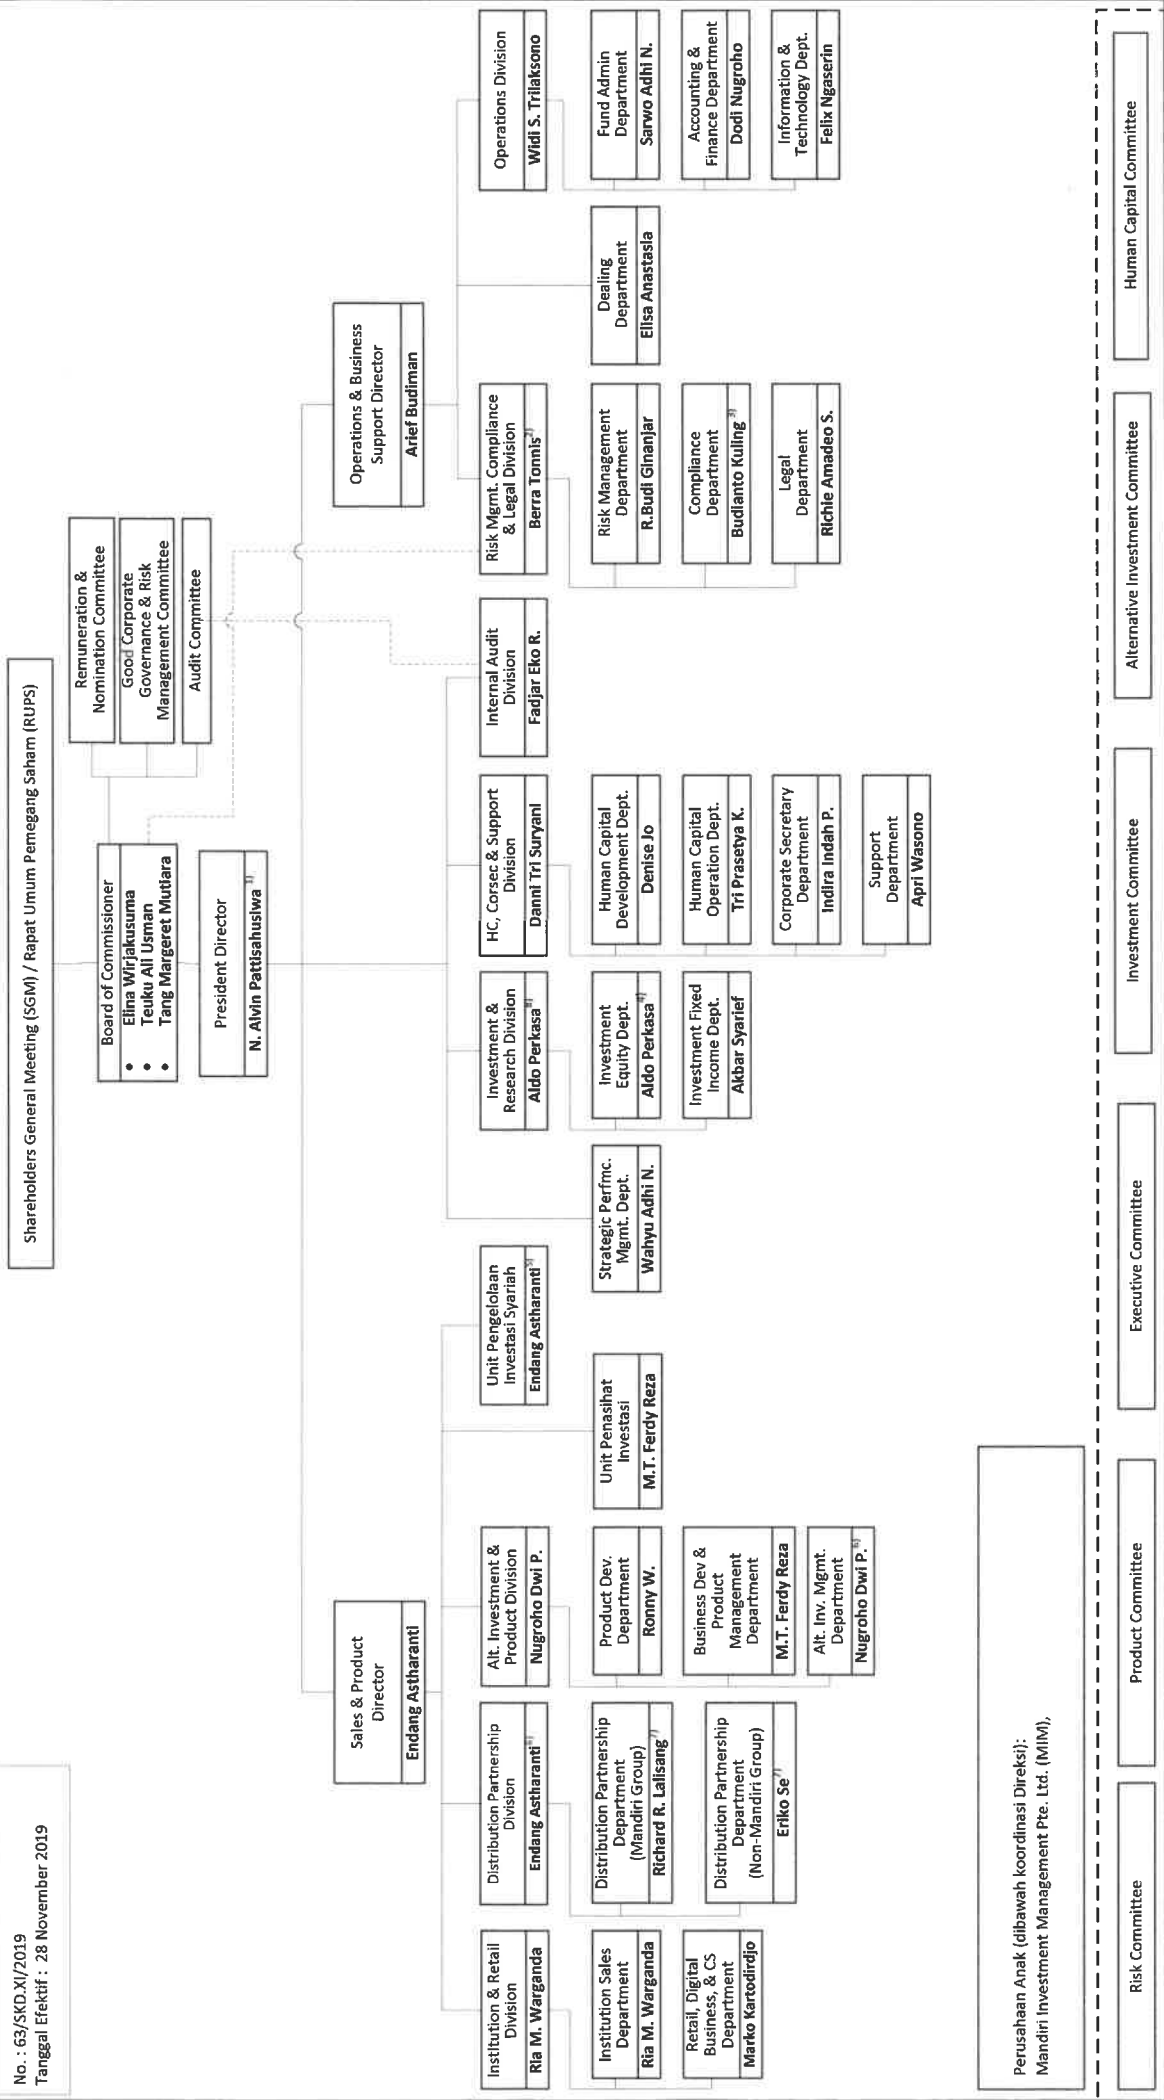 No. : 63/SKD.XI/2019
Tanggal Efektif : 28 November 2019
Shareholders General Meeting (SGM) / Rapat Umum Pemegang Saham (RUPS)
Board of Commissioner
• Elina Wirjakusuma
• Teuku Ali Usman
• Tang Margeret Mutiara
Remuneration &
Nomination Committee
Good Corporate
Governance & Risk
Management Committee
Audit Committee
President Director
N. Alvin Pattisahusiwa 1)
Sales & Product
Director
Endang Astharanti
Operations & Business
Support Director
Arief Budiman
Institution & Retail
Division
Ria M. Warganda
Institution Sales
Department
Ria M. Warganda
Retail, Digital
Business, & CS
Department
Marko Kartodirdjo
Distribution Partnership
Division
Endang Astharanti
Distribution Partnership
Department
(Mandiri Group)
Richard R. Lalisang 7)
Distribution Partnership
Department
(Non-Mandiri Group)
Eriko Se 7)
Alt. Investment &
Product Division
Nugroho Dwi P.
Product Dev.
Department
Ronny W.
Business Dev &
Product
Management
Department
M.T. Ferdy Reza
Alt. Inv. Mgmt.
Department
Nugroho Dwi P.
Unit Penasihat
Investasi
M.T. Ferdy Reza
Unit Pengelolaan
Investasi Syariah
Endang Astharanti 5)
Strategic Perfmc.
Mgmt. Dept.
Wahyu Adhi N.
Investment &
Research Division
Aldo Perkasa
Investment
Equity Dept.
Aldo Perkasa 4)
Investment Fixed
Income Dept.
Akbar Syarief
HC, Corsec & Support
Division
Danni Tri Suryani
Human Capital
Development Dept.
Denise Jo
Human Capital
Operation Dept.
Tri Prasetya K.
Corporate Secretary
Department
Indira Indah P.
Support
Department
Apri Wasono
Internal Audit
Division
Fadjar Eko R.
Risk Mgmt. Compliance
& Legal Division
Berra Tonnis 2)
Risk Management
Department
R.Budi Ginanjar
Compliance
Department
Budianto Kuling 3)
Legal
Department
Richie Amadeo S.
Dealing
Department
Elisa Anastasia
Operations Division
Widi S. Trilaksono
Fund Admin
Department
Sarwo Adhi N.
Accounting &
Finance Department
Dodi Nugroho
Information &
Technology Dept.
Felix Ngaserin
Perusahaan Anak (dibawah koordinasi Direksi):
Mandiri Investment Management Pte. Ltd. (MIM),
Risk Committee
Product Committee
Executive Committee
Investment Committee
Alternative Investment Committee
Human Capital Committee